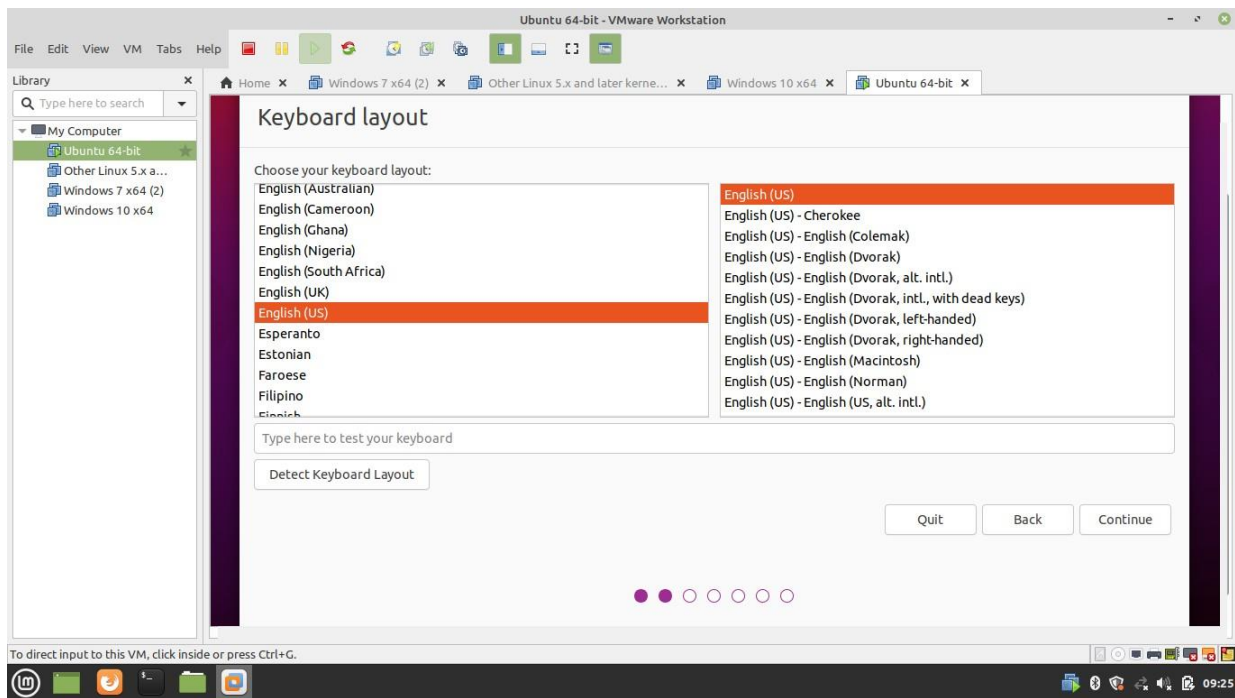 Ubuntu 64-bit - VMware Workstation
File Edit View VM Tabs Help
Library
Home Windows 7 x64 (2) Other Linux 5.x and later kerne... Windows 10 x64 Ubuntu 64-bit
Type here to search
My Computer
Ubuntu 64-bit
Other Linux 5.x a...
Windows 7 x64 (2)
Windows 10 x64
Keyboard layout
Choose your keyboard layout:
English (Australian)
English (Cameroon)
English (Ghana)
English (Nigeria)
English (South Africa)
English (UK)
English (US)
Esperanto
Estonian
Faroese
Filipino
Finnish
English (US)
English (US) - Cherokee
English (US) - English (Colemak)
English (US) - English (Dvorak)
English (US) - English (Dvorak, alt. intl.)
English (US) - English (Dvorak, intl., with dead keys)
English (US) - English (Dvorak, left-handed)
English (US) - English (Dvorak, right-handed)
English (US) - English (Macintosh)
English (US) - English (Norman)
English (US) - English (US, alt. intl.)
Type here to test your keyboard
Detect Keyboard Layout
Quit Back Continue
To direct input to this VM, click inside or press Ctrl+G.
$_
09:25